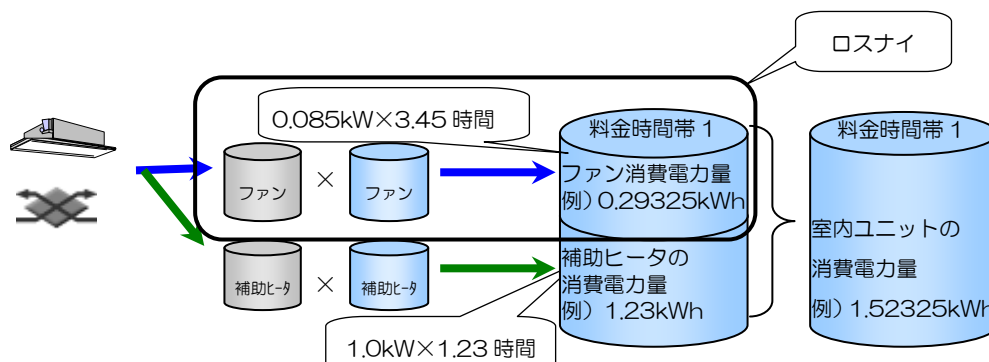 ロスナイ
0.085kW×3.45 時間
料金時間帯 1
料金時間帯 1
ファン
×
ファン
ファン消費電力量
例）0.29325kWh
補助ﾋｰﾀ
×
補助ﾋｰﾀ
補助ヒータの
消費電力量
例）1.23kWh
室内ユニットの
消費電力量
例）1.52325kWh
1.0kW×1.23 時間